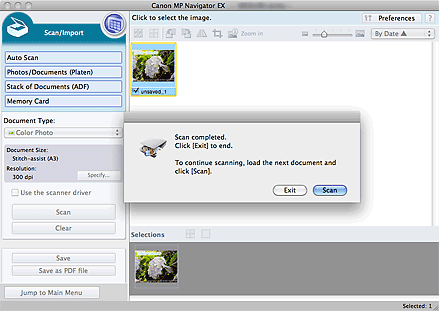 Canon MP Navigator EX
Scan/Import
Click to select the image.
Preferences
?
Zoom in
By Date ▲
Auto Scan
Photos/Documents (Platen)
Stack of Documents (ADF)
Memory Card
unsaved_1
Document Type:
Color Photo
Document Size:
Stitch-assist (A3)
Resolution:
300 dpi
Specify...
Use the scanner driver
Scan
Clear
Save
Save as PDF file
Jump to Main Menu
Scan completed.
Click [Exit] to end.
To continue scanning, load the next document and
click [Scan].
Exit
Scan
Selections
Selected: 1